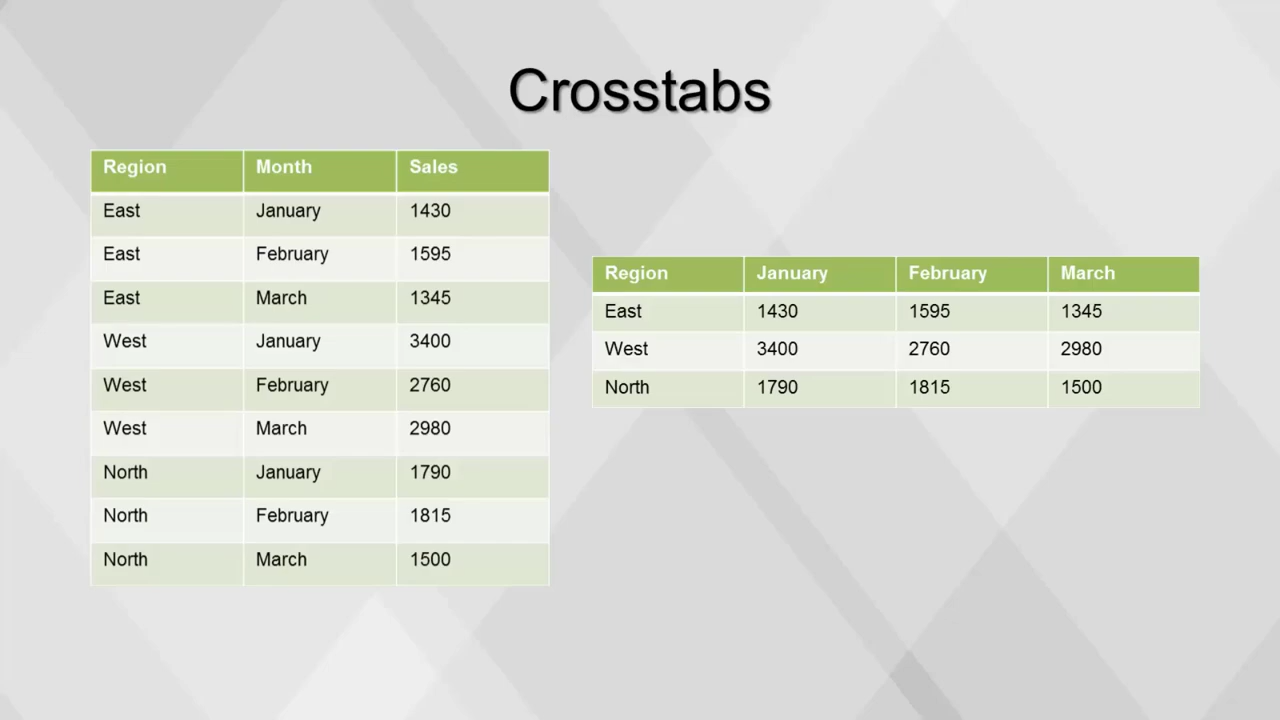 Crosstabs
Region Month Sales
East January 1430
East February 1595
East March 1345
West January 3400
West February 2760
West March 2980
North January 1790
North February 1815
North March 1500
Region January February March
East 1430 1595 1345
West 3400 2760 2980
North 1790 1815 1500